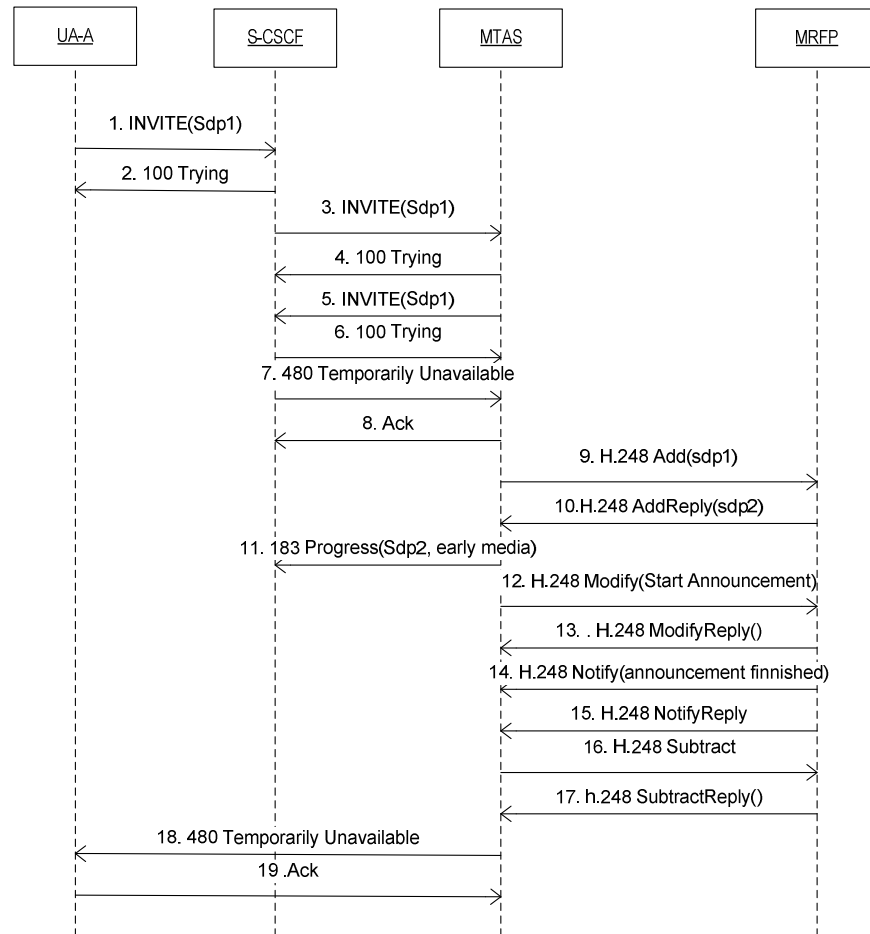 UA-A
S-CSCF
MTAS
MRFP
1. INVITE(Sdp1)
2. 100 Trying
3. INVITE(Sdp1)
4. 100 Trying
5. INVITE(Sdp1)
6. 100 Trying
7. 480 Temporarily Unavailable
8. Ack
9. H.248 Add(sdp1)
10.H.248 AddReply(sdp2)
11. 183 Progress(Sdp2, early media)
12. H.248 Modify(Start Announcement)
13. . H.248 ModifyReply()
14. H.248 Notify(announcement finnished)
15. H.248 NotifyReply
16. H.248 Subtract
17. h.248 SubtractReply()
18. 480 Temporarily Unavailable
19 .Ack